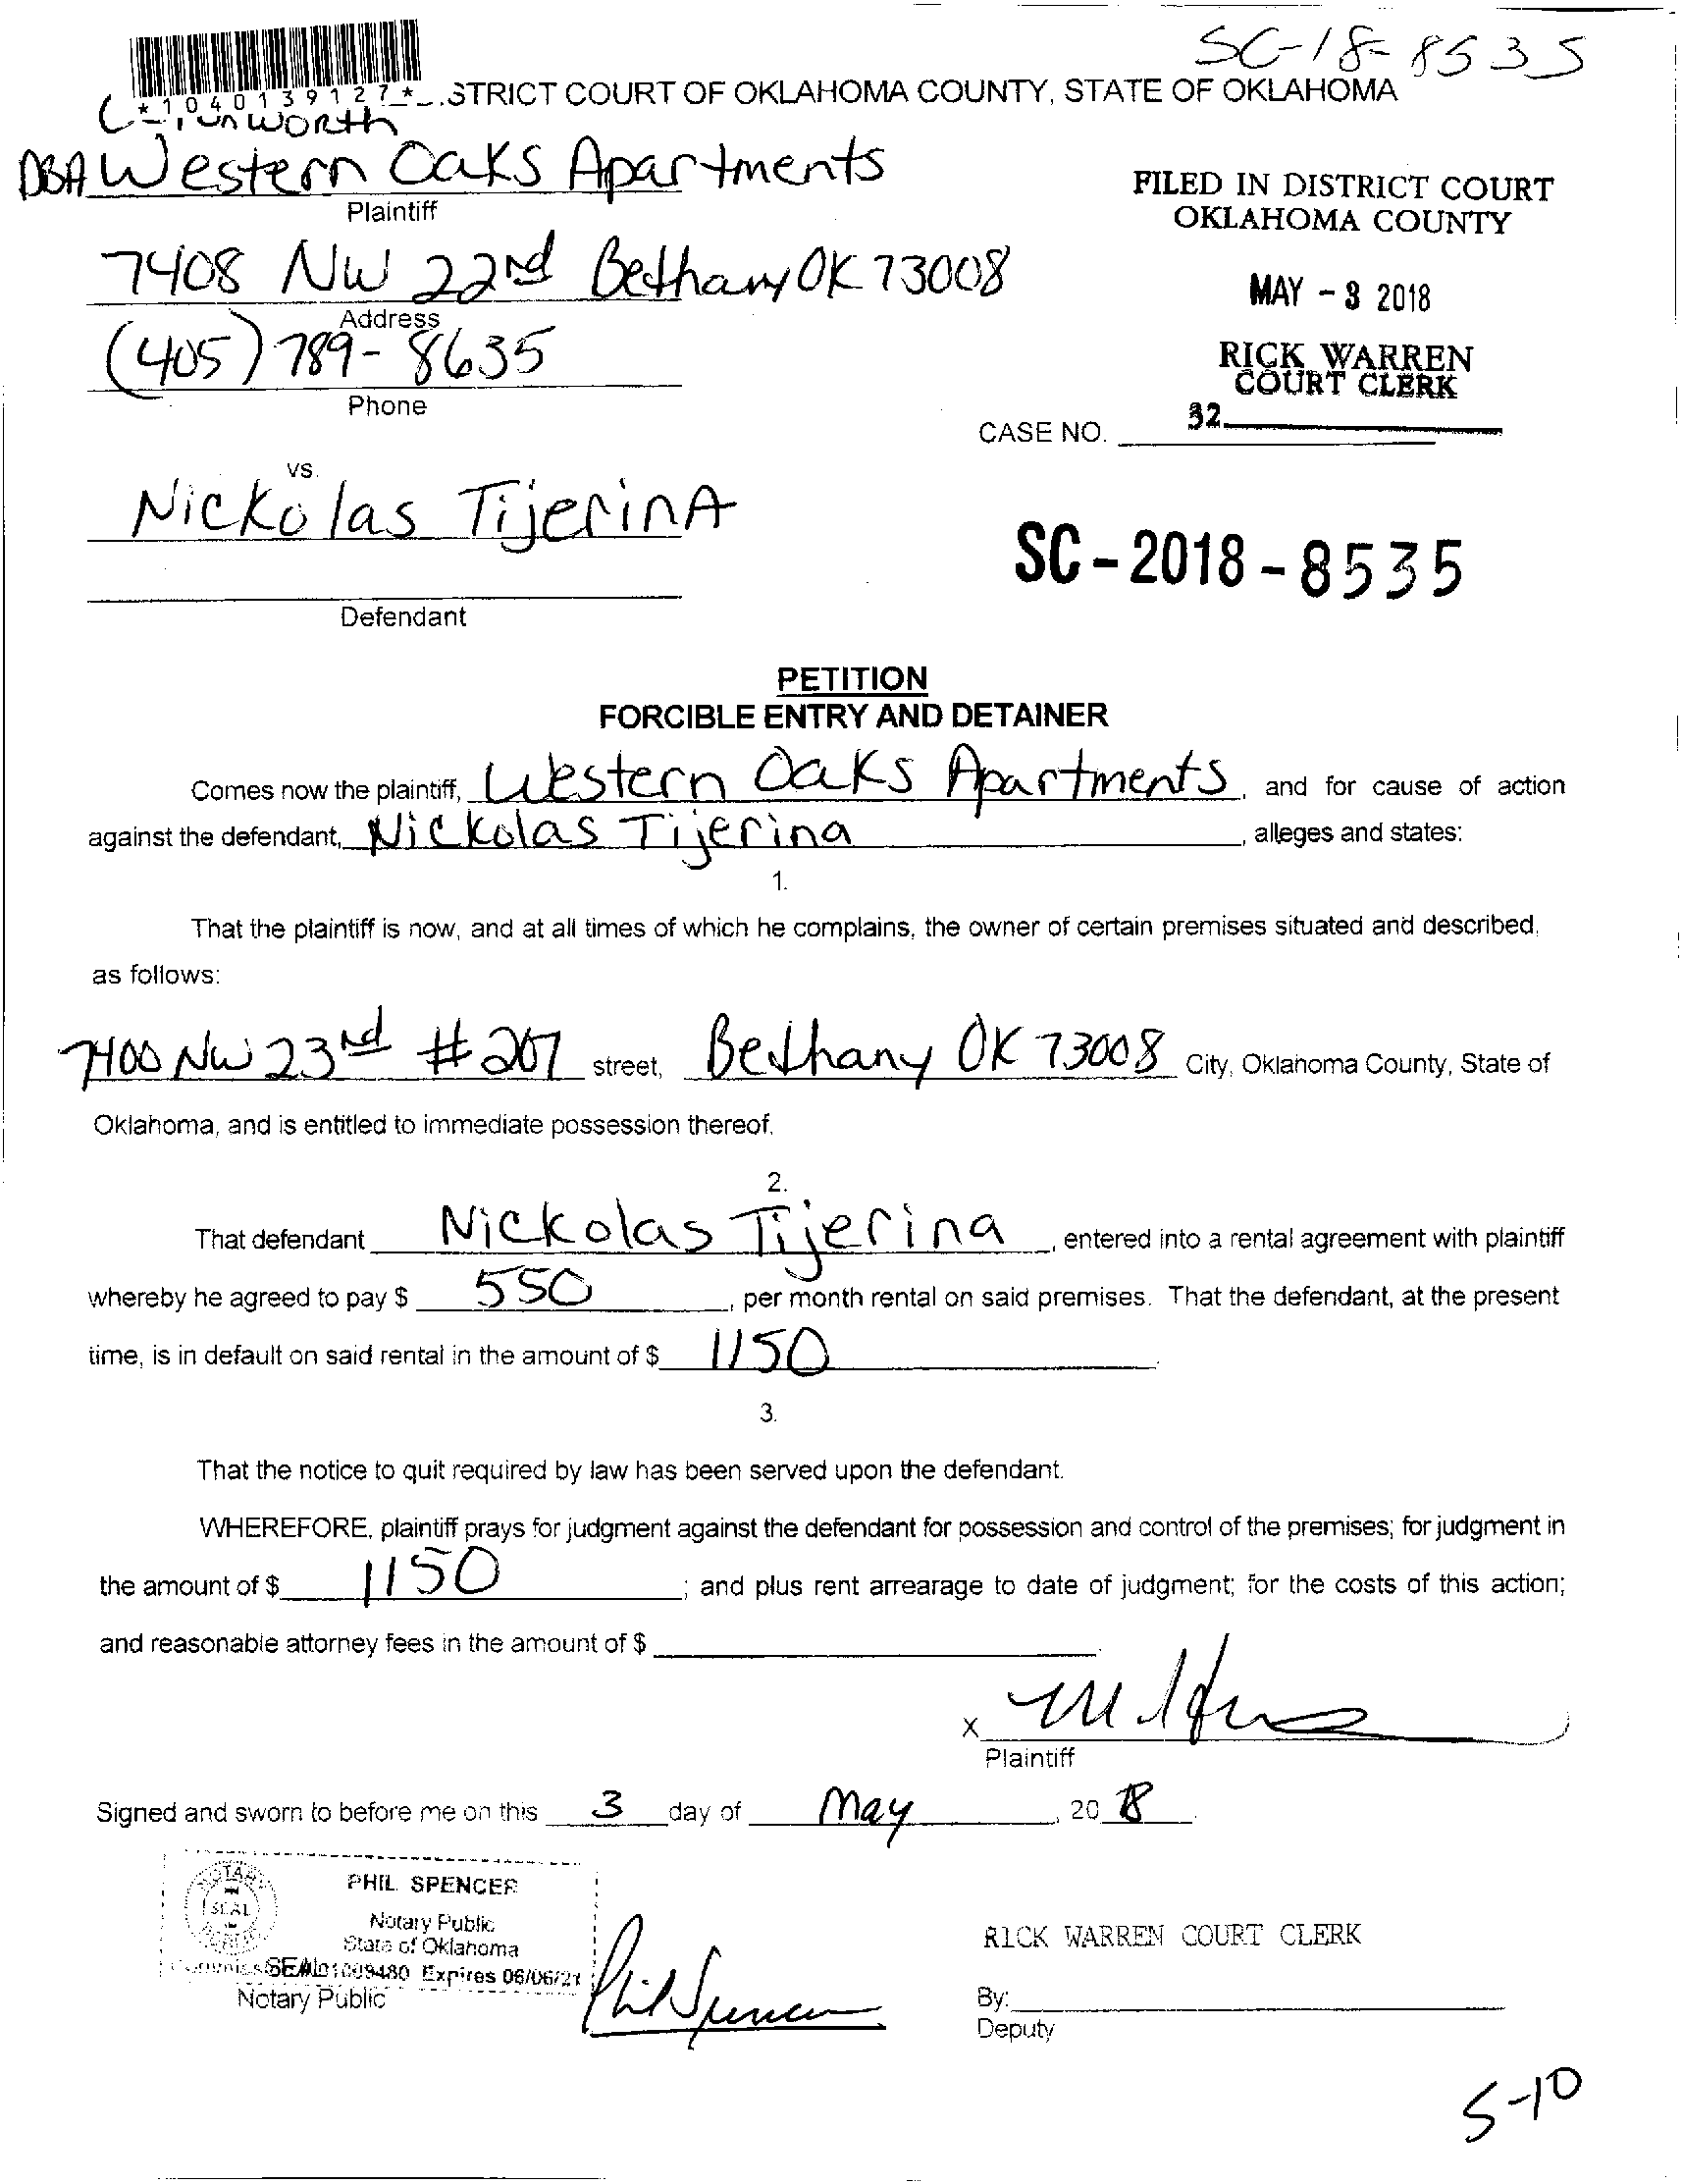 SC-18-8535
*1040139127*
STRICT COURT OF OKLAHOMA COUNTY, STATE OF OKLAHOMA
worth
DBA Western Oaks Apartments
Plaintiff
FILED IN DISTRICT COURT
OKLAHOMA COUNTY
7408 NW 22nd Bethany OK 73008
Address
MAY - 3 2018
(405) 789-8635
Phone
RICK WARREN
COURT CLERK
32
CASE NO.
vs.
Nickolas TijerinA
SC-2018-8535
Defendant
PETITION
FORCIBLE ENTRY AND DETAINER
Comes now the plaintiff, Western Oaks Apartments, and for cause of action
against the defendant, Nickolas Tijerina, alleges and states:
1.
That the plaintiff is now, and at all times of which he complains, the owner of certain premises situated and described,
as follows:
7400 NW 23rd #207 street, Bethany OK 73008 City, Oklahoma County, State of
Oklahoma, and is entitled to immediate possession thereof.
2.
That defendant Nickolas Tijerina, entered into a rental agreement with plaintiff
whereby he agreed to pay $ 550, per month rental on said premises. That the defendant, at the present
time, is in default on said rental in the amount of $ 1150.
3.
That the notice to quit required by law has been served upon the defendant.
WHEREFORE, plaintiff prays for judgment against the defendant for possession and control of the premises; for judgment in
the amount of $ 1150; and plus rent arrearage to date of judgment; for the costs of this action;
and reasonable attorney fees in the amount of $
x
Plaintiff
Signed and sworn to before me on this 3 day of May, 2018.
PHIL SPENCER
SEAL
Notary Public
State of Oklahoma
SEAL 01009480 Expires 06/06/21
Notary Public
Phil Spencer
RICK WARREN COURT CLERK
By:
Deputy
5-10